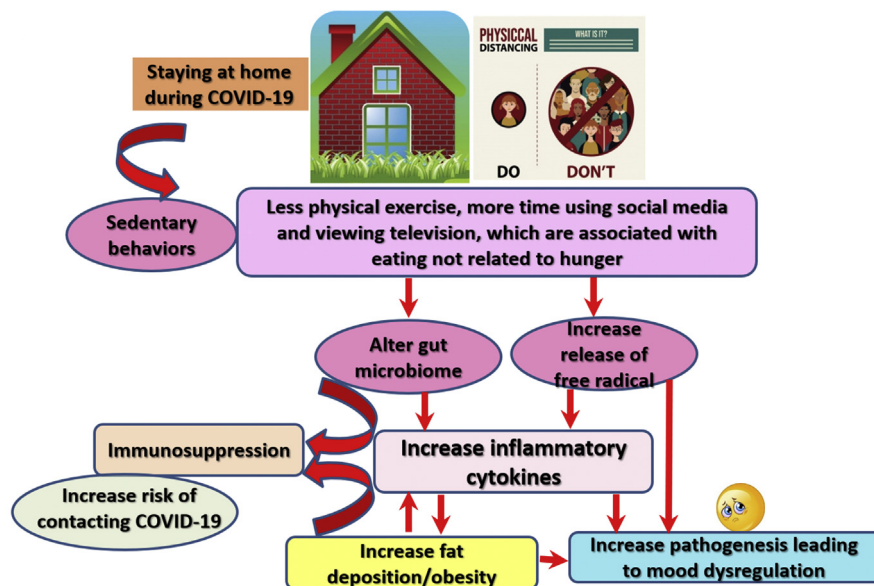 Staying at home
during COVID-19
PHYSICCAL
DISTANCING
WHAT IS IT?
DO
DON'T
Sedentary
behaviors
Less physical exercise, more time using social media
and viewing television, which are associated with
eating not related to hunger
Alter gut
microbiome
Increase
release of
free radical
Immunosuppression
Increase inflammatory
cytokines
Increase risk of
contacting COVID-19
Increase fat
deposition/obesity
Increase pathogenesis leading
to mood dysregulation